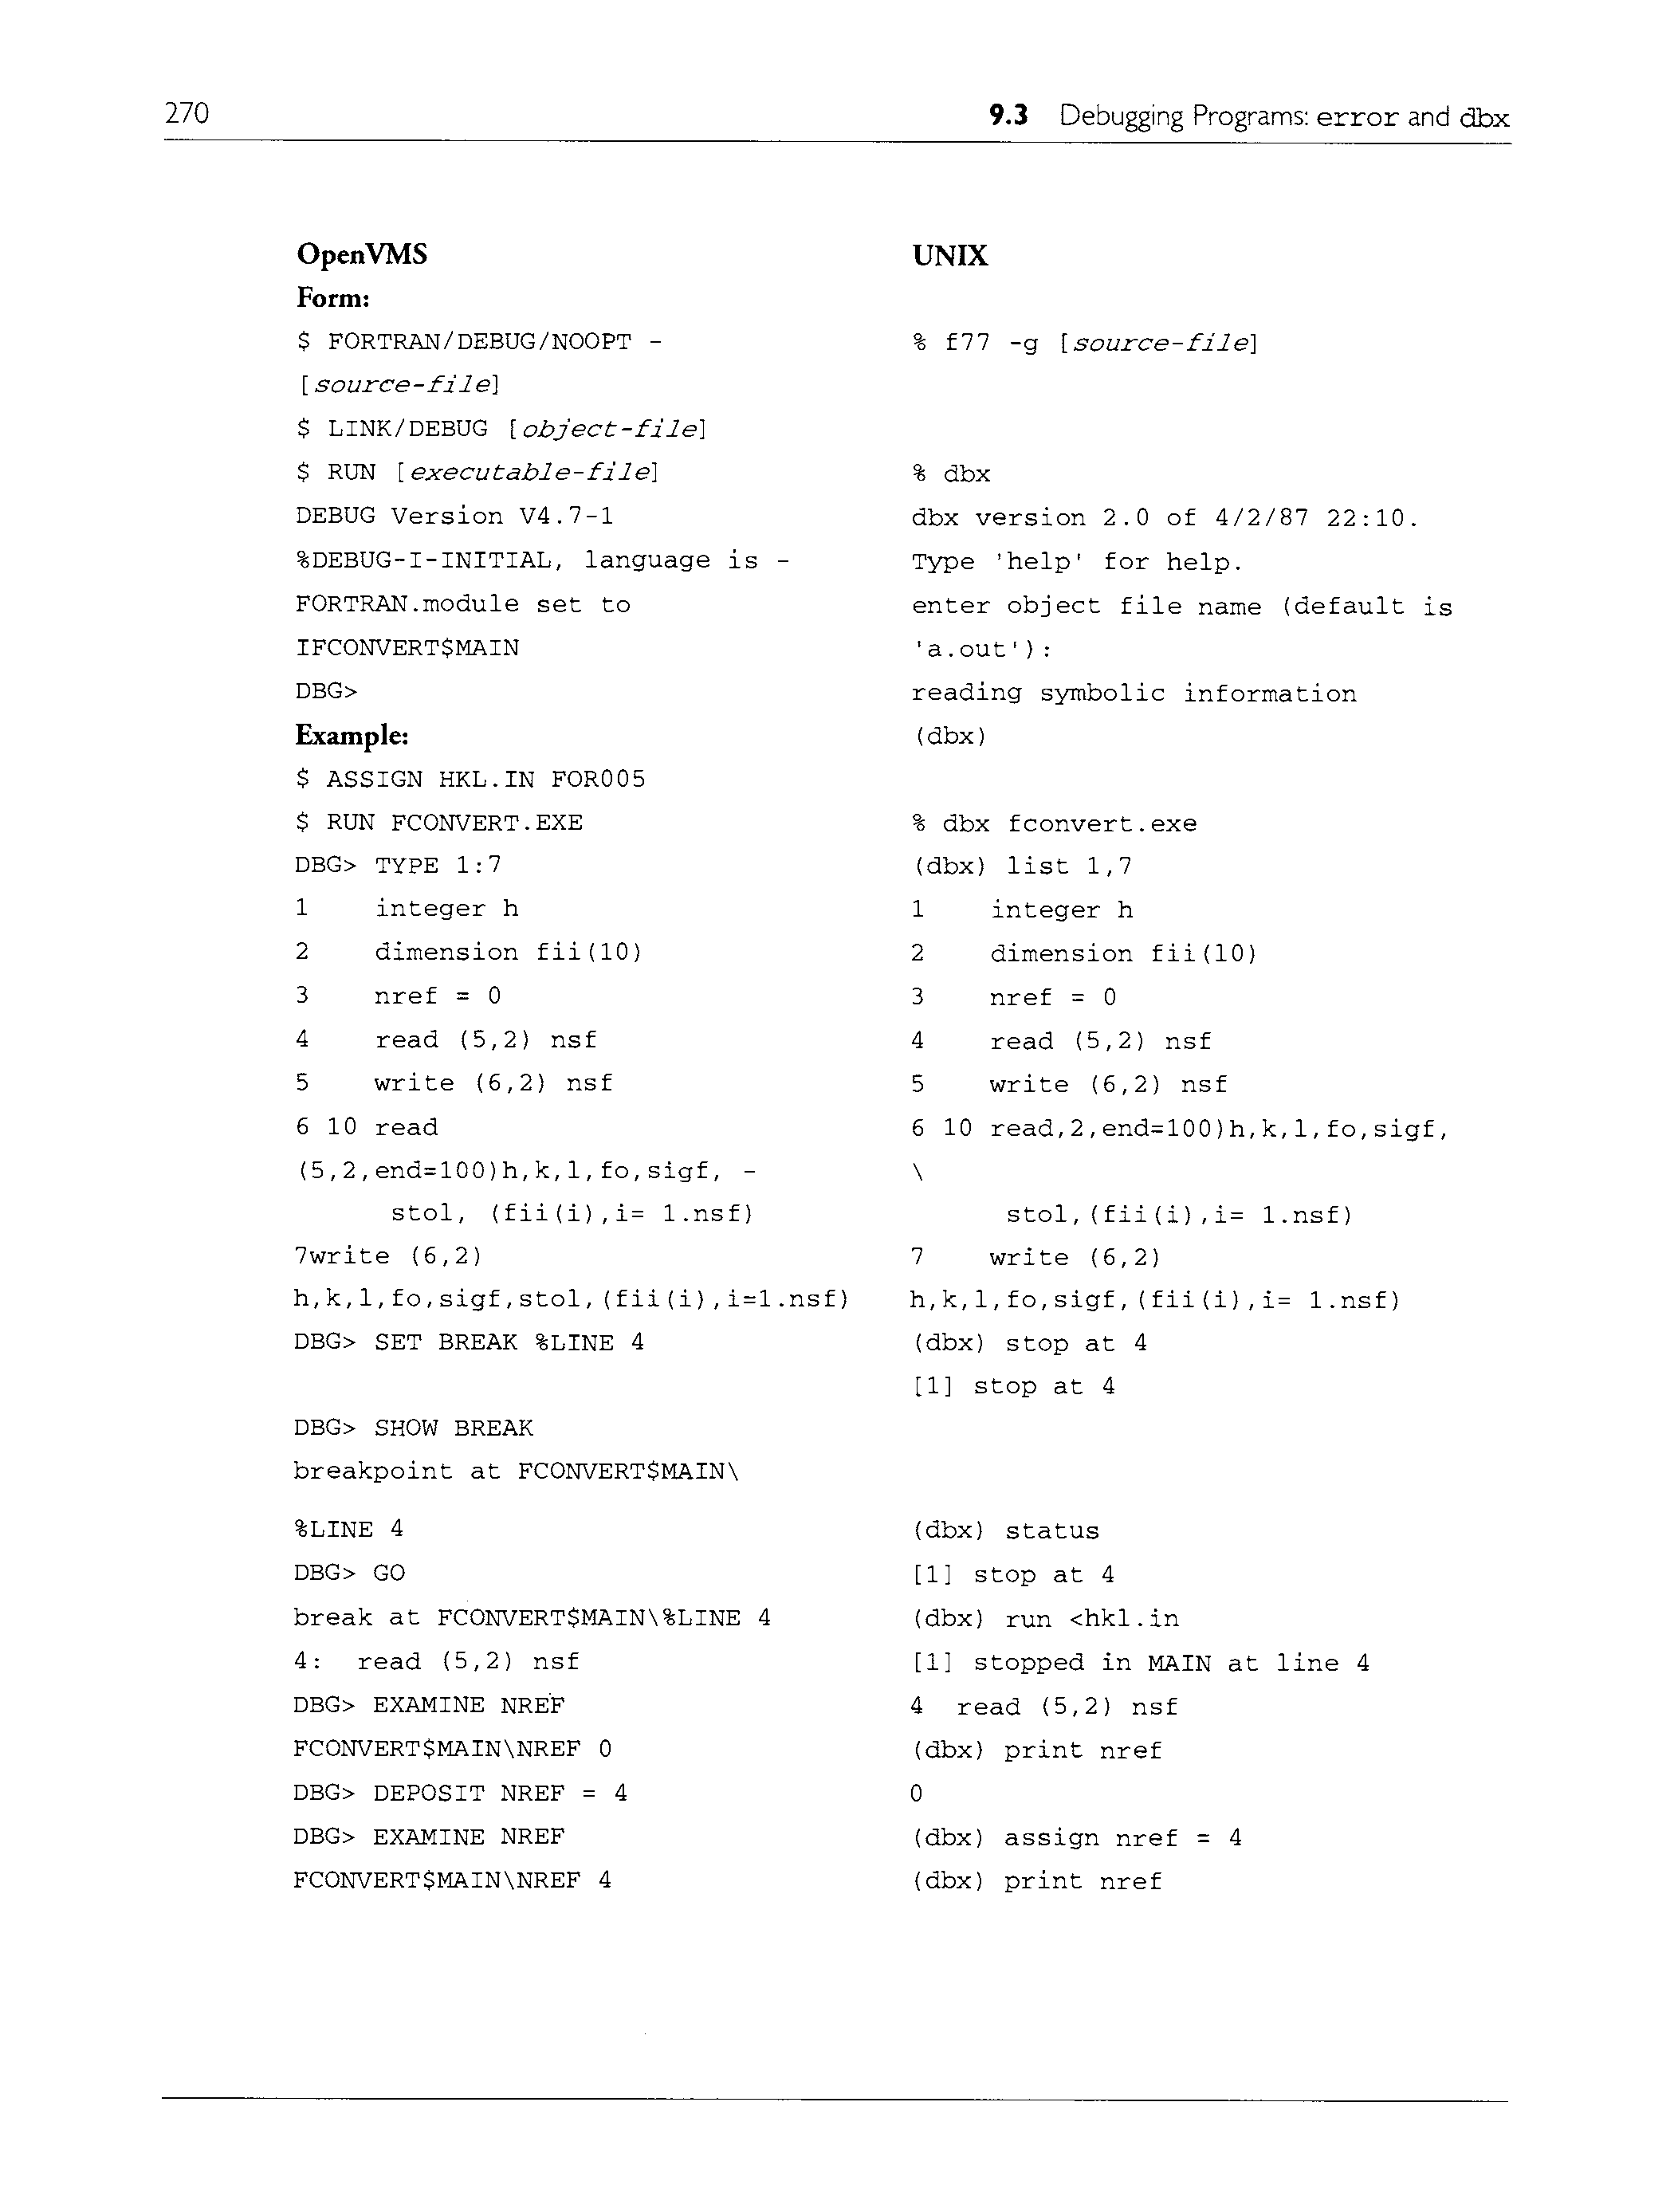 270
9.3 Debugging Programs: error and dbx
OpenVMS
Form:
$ FORTRAN/DEBUG/NOOPT -
[source-file]
$ LINK/DEBUG [object-file]
$ RUN [executable-file]
DEBUG Version V4.7-1
%DEBUG-I-INITIAL, language is -
FORTRAN.module set to
IFCONVERT$MAIN
DBG>
Example:
$ ASSIGN HKL.IN FOR005
$ RUN FCONVERT.EXE
DBG> TYPE 1:7
1 integer h
2 dimension fii(10)
3 nref = 0
4 read (5,2) nsf
5 write (6,2) nsf
6 10 read
(5,2,end=100)h,k,l,fo,sigf, -
stol, (fii(i),i= 1.nsf)
7write (6,2)
h,k,l,fo,sigf,stol,(fii(i),i=1.nsf)
DBG> SET BREAK %LINE 4
DBG> SHOW BREAK
breakpoint at FCONVERT$MAIN\
%LINE 4
DBG> GO
break at FCONVERT$MAIN\%LINE 4
4: read (5,2) nsf
DBG> EXAMINE NREF
FCONVERT$MAIN\NREF 0
DBG> DEPOSIT NREF = 4
DBG> EXAMINE NREF
FCONVERT$MAIN\NREF 4
UNIX
% f77 -g [source-file]
% dbx
dbx version 2.0 of 4/2/87 22:10.
Type 'help' for help.
enter object file name (default is
'a.out'):
reading symbolic information
(dbx)
% dbx fconvert.exe
(dbx) list 1,7
1 integer h
2 dimension fii(10)
3 nref = 0
4 read (5,2) nsf
5 write (6,2) nsf
6 10 read,2,end=100)h,k,l,fo,sigf,
\
stol,(fii(i),i= 1.nsf)
7 write (6,2)
h,k,l,fo,sigf,(fii(i),i= 1.nsf)
(dbx) stop at 4
[1] stop at 4
(dbx) status
[1] stop at 4
(dbx) run <hkl.in
[1] stopped in MAIN at line 4
4 read (5,2) nsf
(dbx) print nref
0
(dbx) assign nref = 4
(dbx) print nref